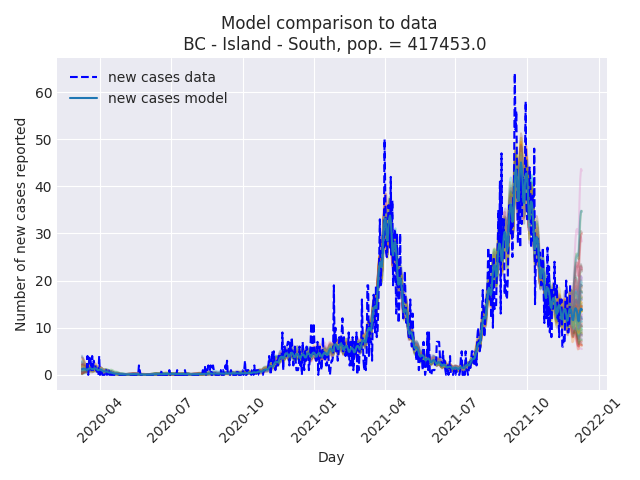 Model comparison to data
BC - Island - South, pop. = 417453.0
new cases data
new cases model
Number of new cases reported
60
50
40
30
20
10
0
2020-04
2020-07
2020-10
2021-01
2021-04
2021-07
2021-10
2022-01
Day